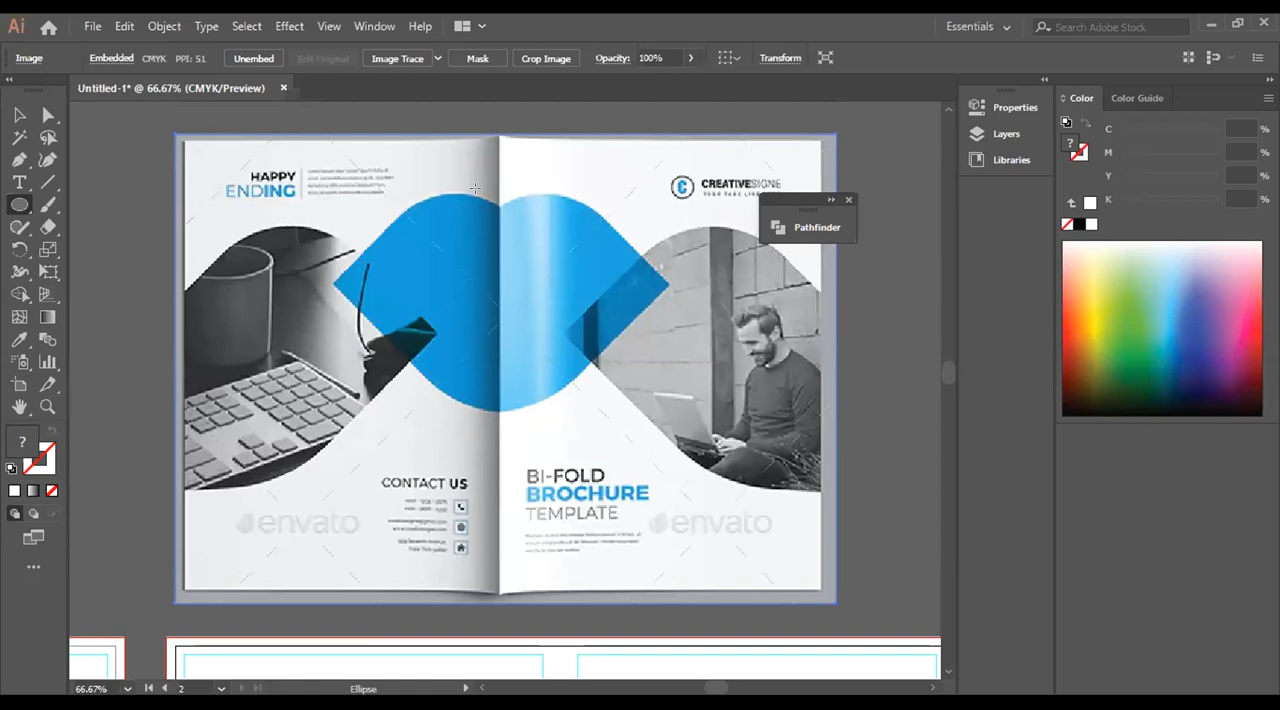 Ai File Edit Object Type Select Effect View Window Help Essentials Search Adobe Stock
Image Embedded CMYK PPI: 51 Unembed Edit Original Image Trace Mask Crop Image Opacity: 100% Transform
Untitled-1* @ 66.67% (CMYK/Preview)
Properties
Layers
Libraries
Color Color Guide
C %
M %
Y %
K %
?
Pathfinder
HAPPY
ENDING
C CREATIVESIGNE
CONTACT US
BI-FOLD
BROCHURE
TEMPLATE
envato
envato
?
66.67% 2 Ellipse